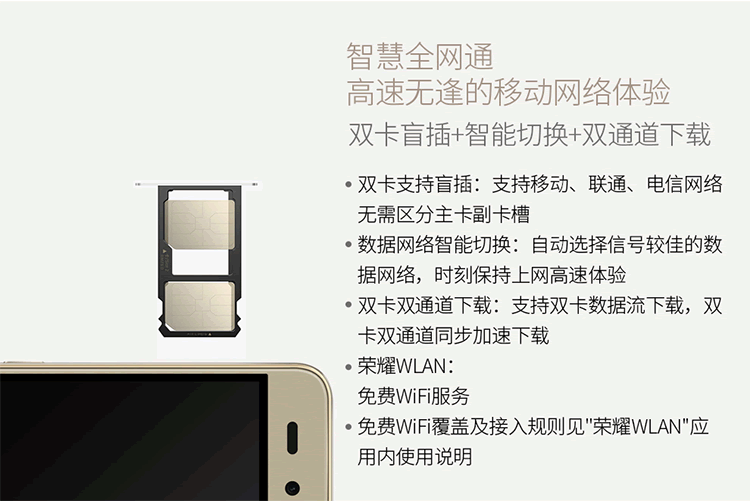 智慧全网通
高速无逢的移动网络体验
双卡盲插+智能切换+双通道下载
• 双卡支持盲插：支持移动、联通、电信网络
无需区分主卡副卡槽
• 数据网络智能切换：自动选择信号较佳的数
据网络，时刻保持上网高速体验
• 双卡双通道下载：支持双卡数据流下载，双
卡双通道同步加速下载
• 荣耀WLAN：
免费WiFi服务
• 免费WiFi覆盖及接入规则见"荣耀WLAN"应
用内使用说明